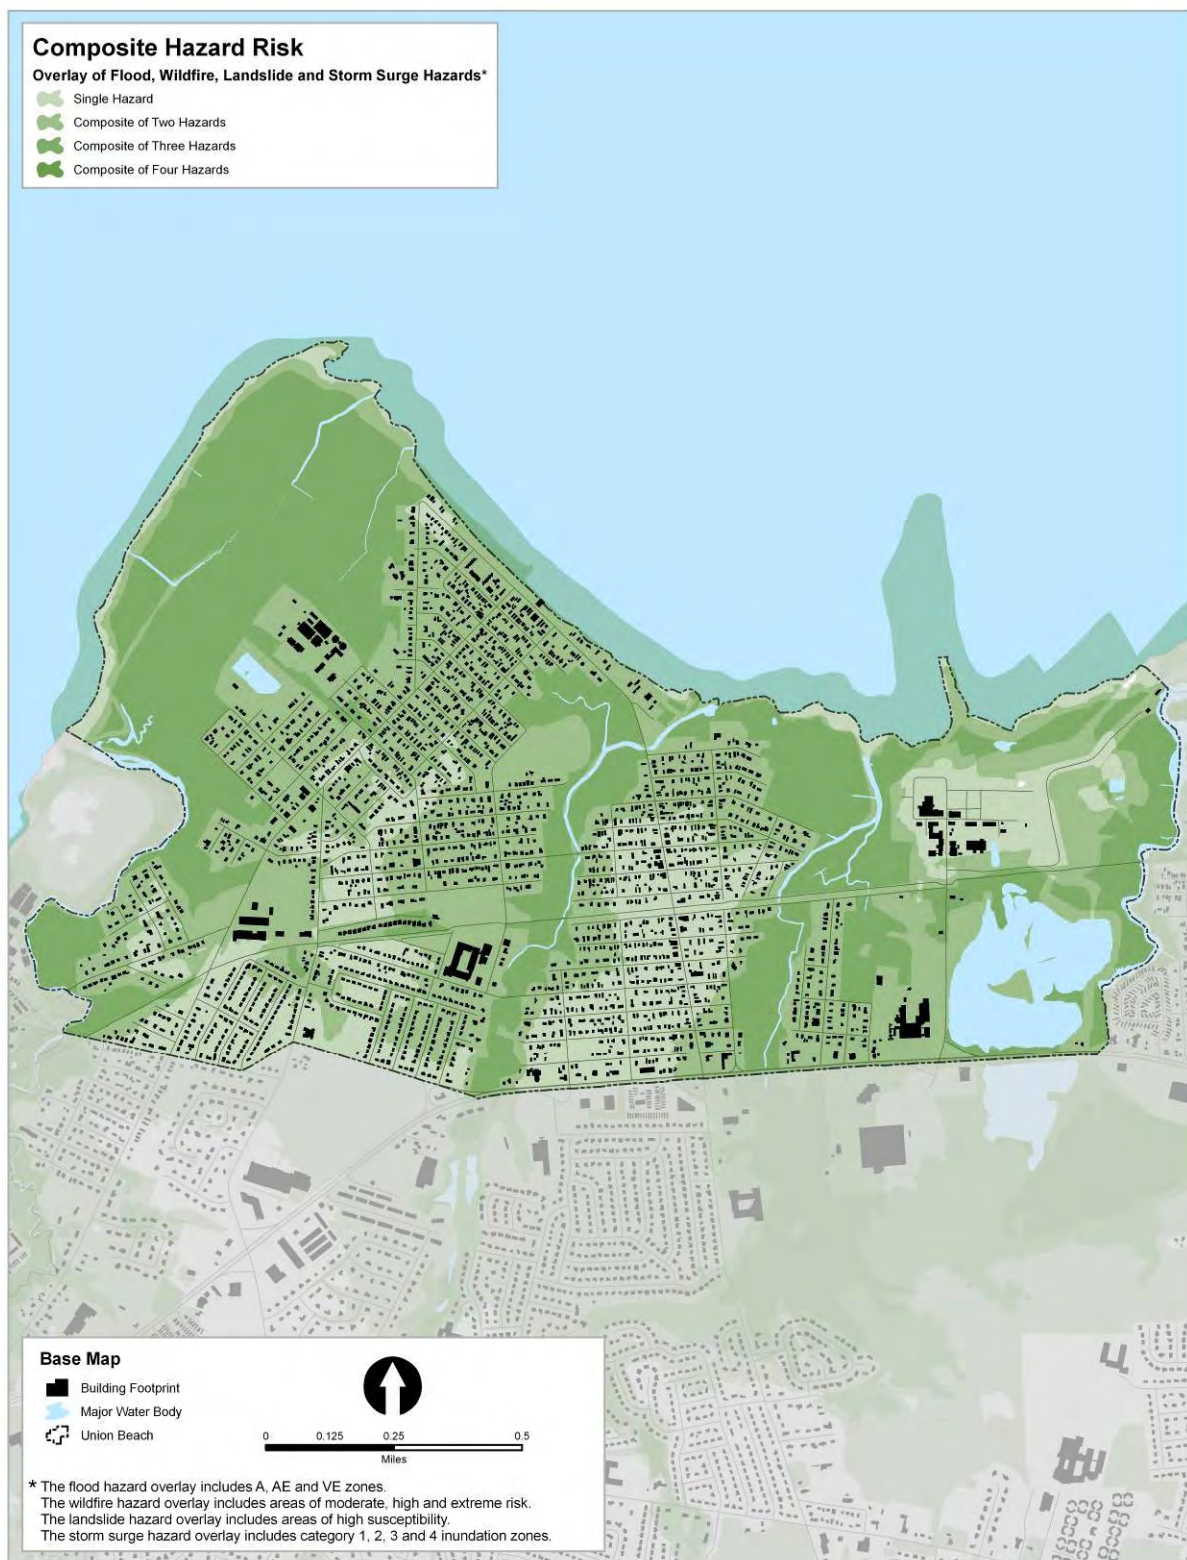 Composite Hazard Risk
Overlay of Flood, Wildfire, Landslide and Storm Surge Hazards*
Single Hazard
Composite of Two Hazards
Composite of Three Hazards
Composite of Four Hazards
Base Map
Building Footprint
Major Water Body
Union Beach
0 0.125 0.25 0.5
Miles
* The flood hazard overlay includes A, AE and VE zones.
The wildfire hazard overlay includes areas of moderate, high and extreme risk.
The landslide hazard overlay includes areas of high susceptibility.
The storm surge hazard overlay includes category 1, 2, 3 and 4 inundation zones.